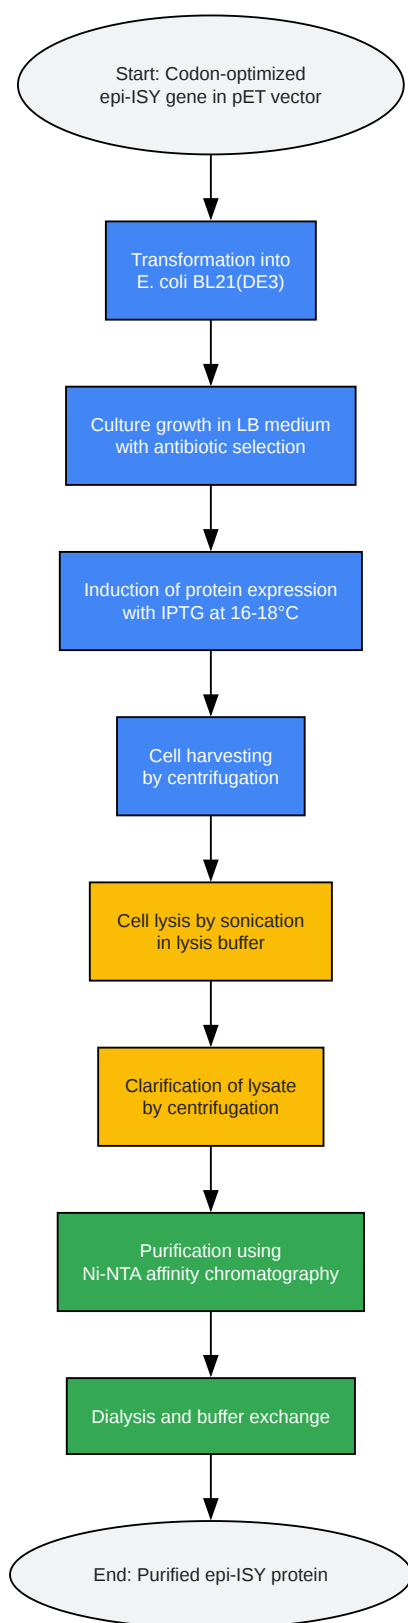 Start: Codon-optimized
epi-ISY gene in pET vector
Transformation into
E. coli BL21(DE3)
Culture growth in LB medium
with antibiotic selection
Induction of protein expression
with IPTG at 16-18°C
Cell harvesting
by centrifugation
Cell lysis by sonication
in lysis buffer
Clarification of lysate
by centrifugation
Purification using
Ni-NTA affinity chromatography
Dialysis and buffer exchange
End: Purified epi-ISY protein